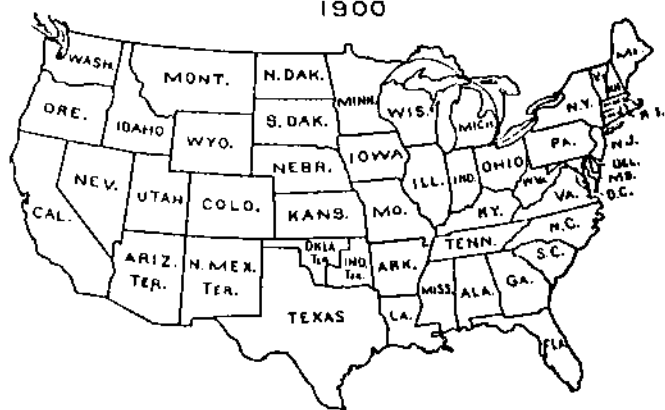 1900
WASH.
MONT.
N. DAK.
MINN.
ME.
ORE.
IDAHO
WYO.
S. DAK.
WIS.
MICH.
N.Y.
R.I.
NEBR.
IOWA
PA.
N.J.
NEV.
UTAH
COLO.
ILL.
IND.
OHIO
DEL.
MD.
D.C.
CAL.
KANS.
MO.
KY.
W.VA.
VA.
N.C.
ARIZ.
TER.
N. MEX.
TER.
OKLA
TER.
IND.
TER.
ARK.
TENN.
S.C.
TEXAS
LA.
MISS.
ALA.
GA.
FLA.